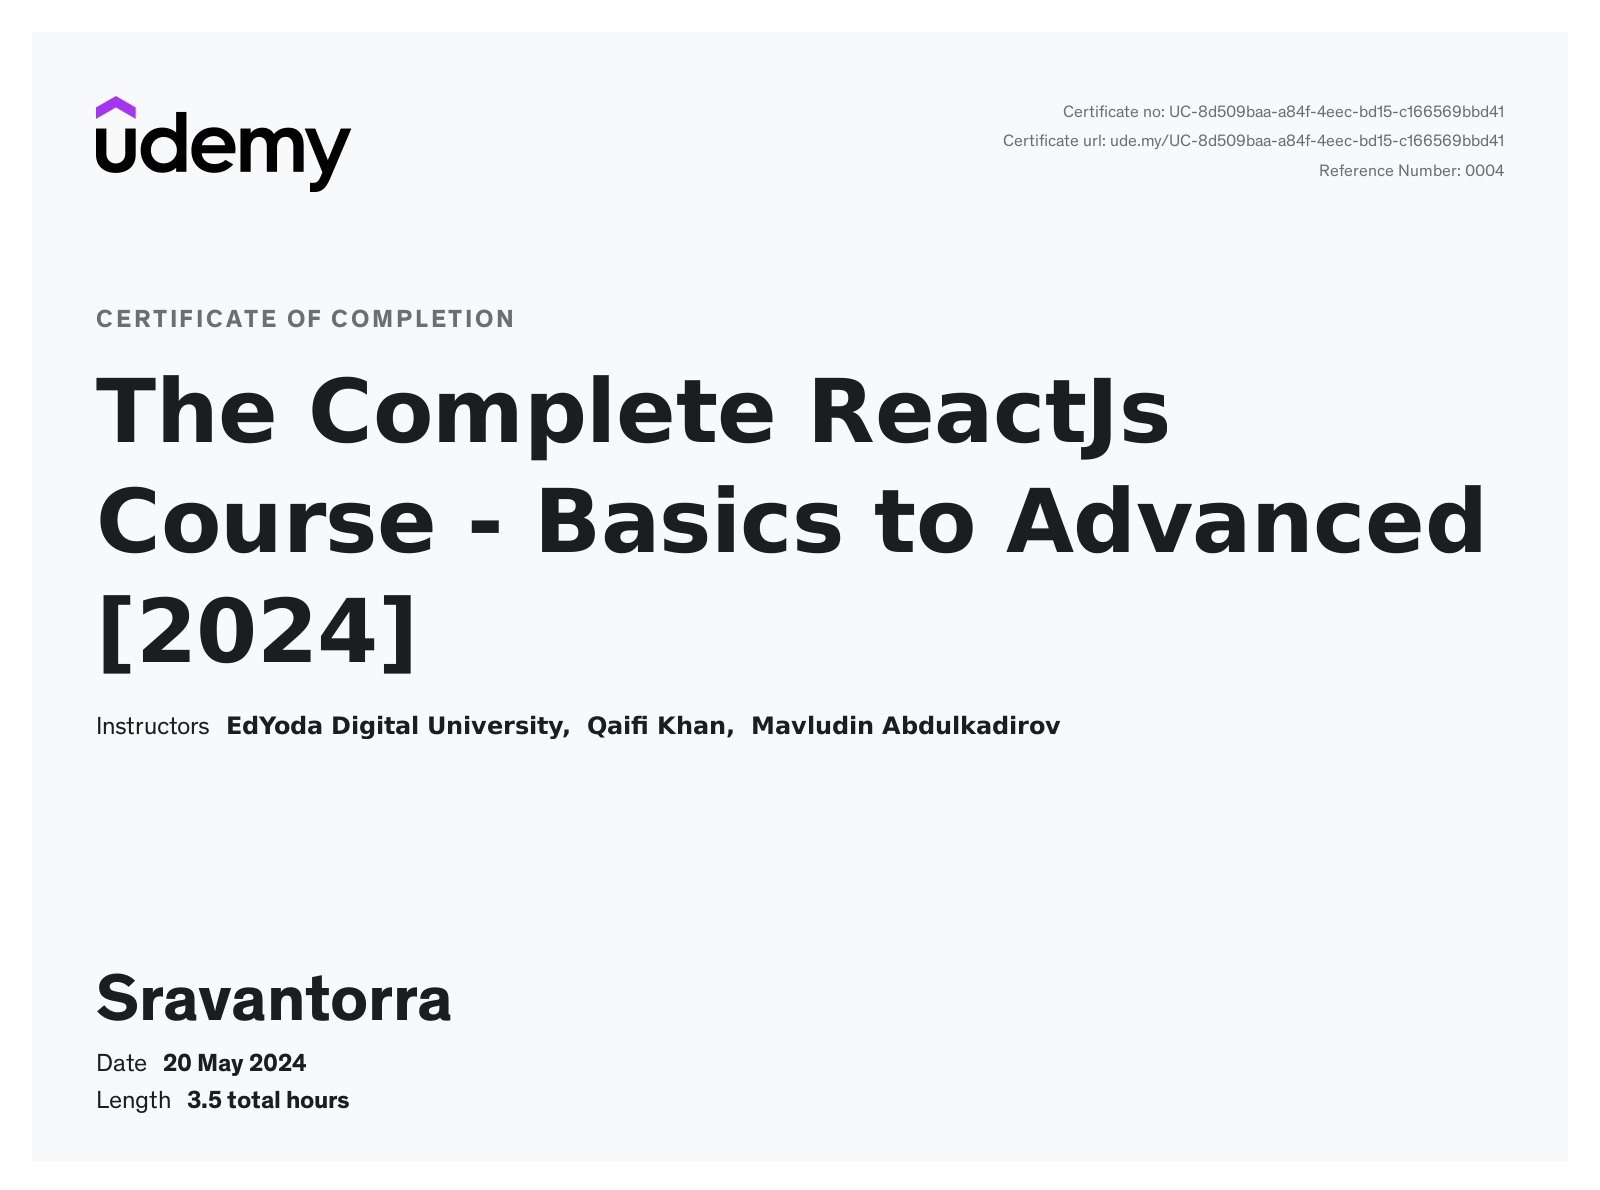 udemy
Certificate no: UC-8d509baa-a84f-4eec-bd15-c166569bbd41
Certificate url: ude.my/UC-8d509baa-a84f-4eec-bd15-c166569bbd41
Reference Number: 0004
CERTIFICATE OF COMPLETION
The Complete ReactJs
Course - Basics to Advanced
[2024]
Instructors EdYoda Digital University, Qaifi Khan, Mavludin Abdulkadirov
Sravantorra
Date 20 May 2024
Length 3.5 total hours